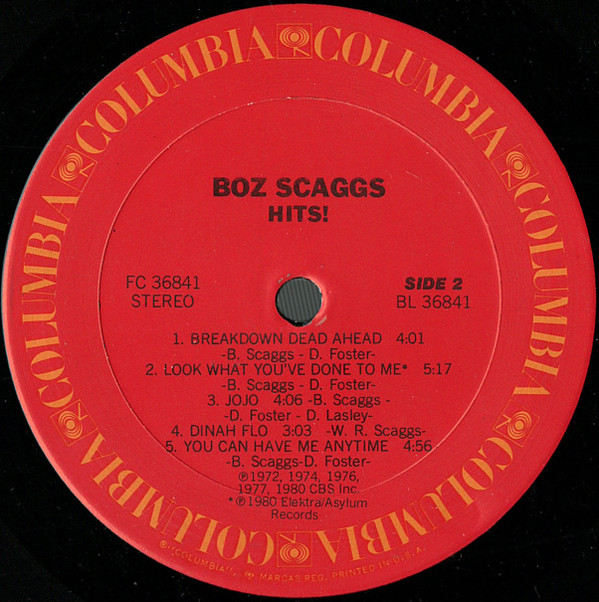 COLUMBIA COLUMBIA COLUMBIA COLUMBIA COLUMBIA COLUMBIA
BOZ SCAGGS
HITS!
FC 36841
STEREO
SIDE 2
BL 36841
1. BREAKDOWN DEAD AHEAD 4:01
-B. Scaggs - D. Foster-
2. LOOK WHAT YOU'VE DONE TO ME* 5:17
-B. Scaggs - D. Foster-
3. JOJO 4:06 -B. Scaggs -
-D. Foster - D. Lasley-
4. DINAH FLO 3:03 -W. R. Scaggs-
5. YOU CAN HAVE ME ANYTIME 4:56
-B. Scaggs-D. Foster-
℗1972, 1974, 1976,
1977, 1980 CBS Inc.
*℗1980 Elektra/Asylum
Records
"COLUMBIA", MARCAS REG. PRINTED IN U.S.A.